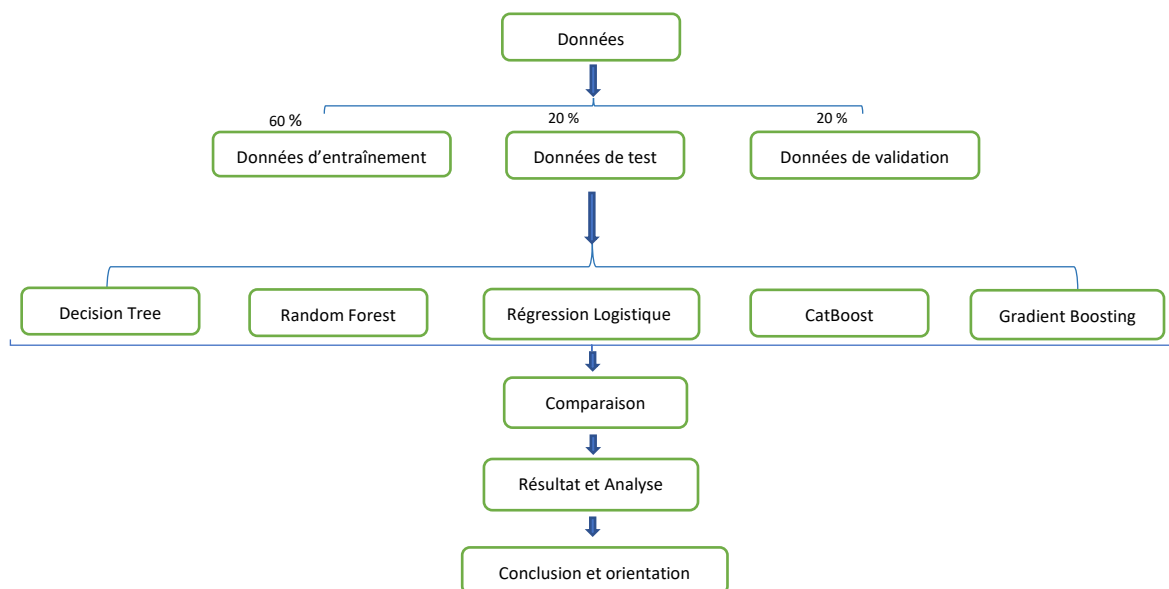 Données
60 %
20 %
20 %
Données d’entraînement
Données de test
Données de validation
Decision Tree
Random Forest
Régression Logistique
CatBoost
Gradient Boosting
Comparaison
Résultat et Analyse
Conclusion et orientation